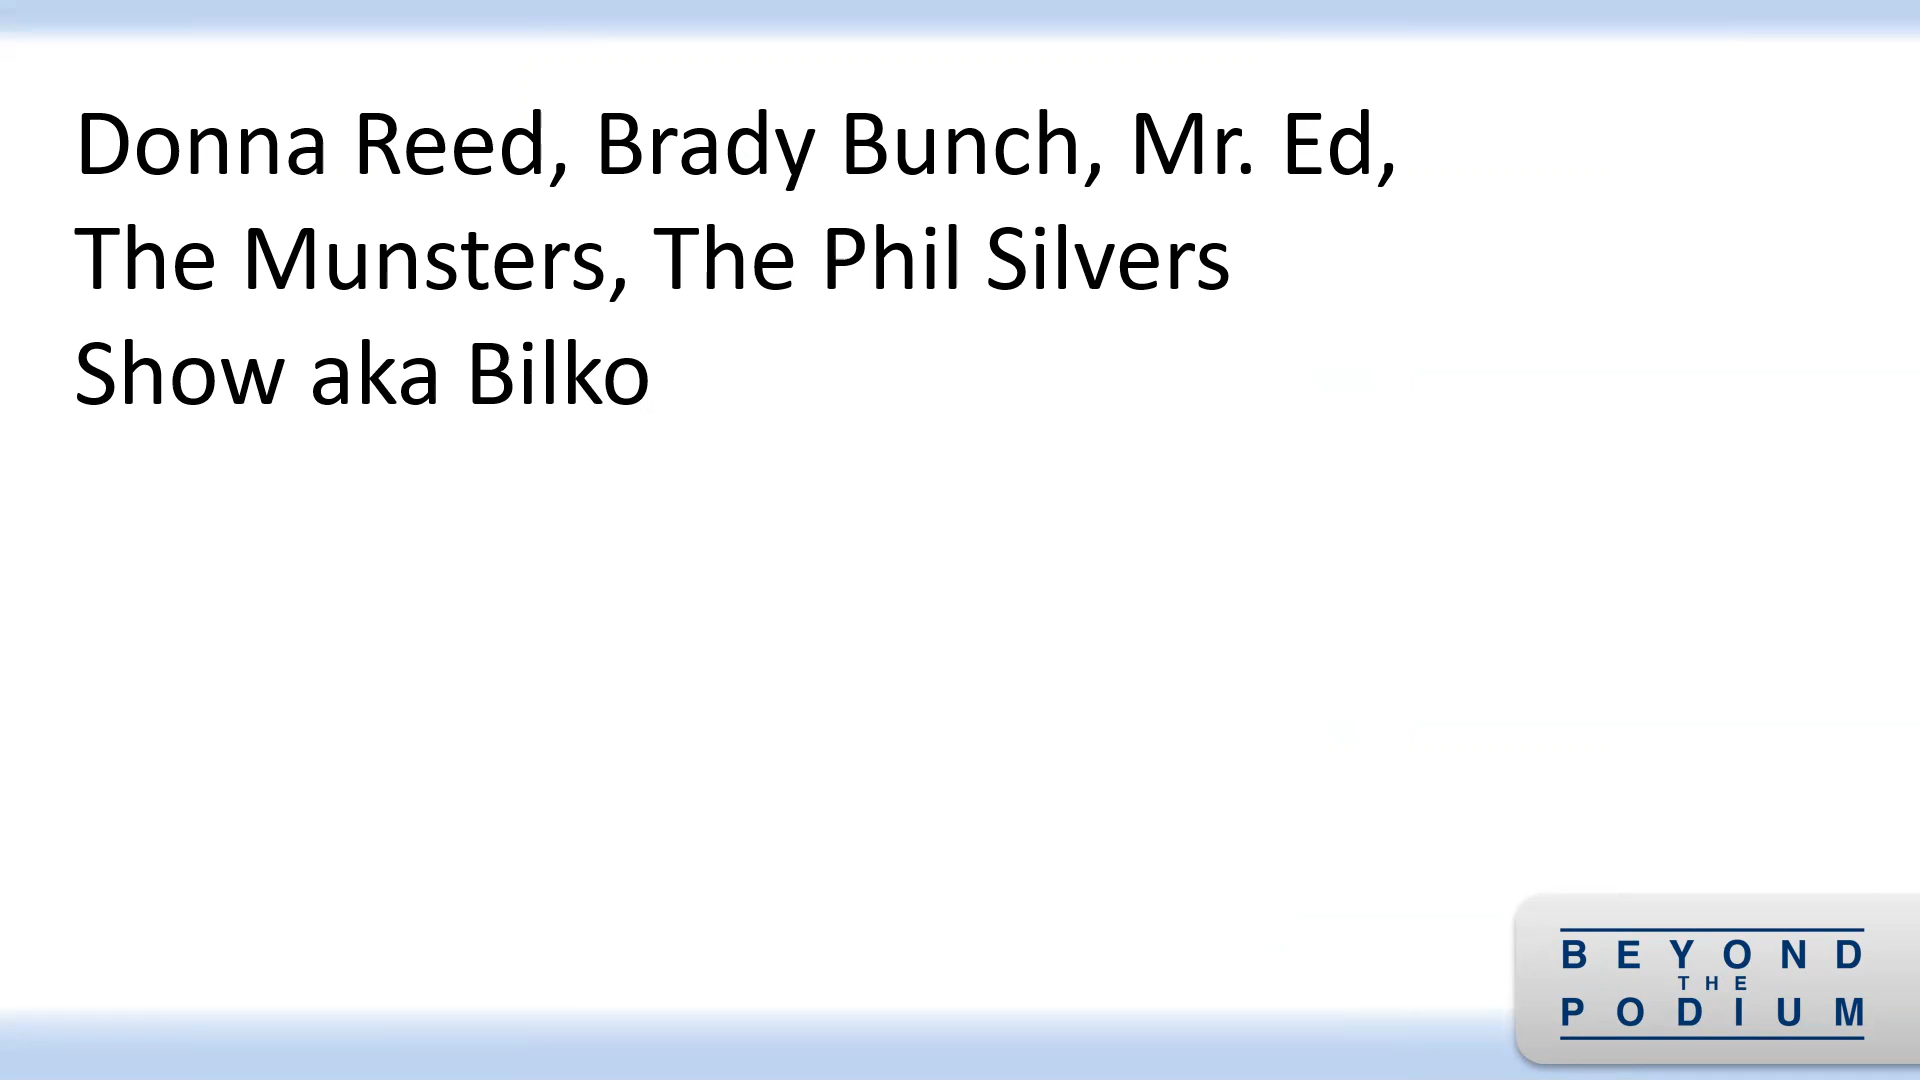 Donna Reed, Brady Bunch, Mr. Ed,
The Munsters, The Phil Silvers
Show aka Bilko
BEYOND
THE
PODIUM